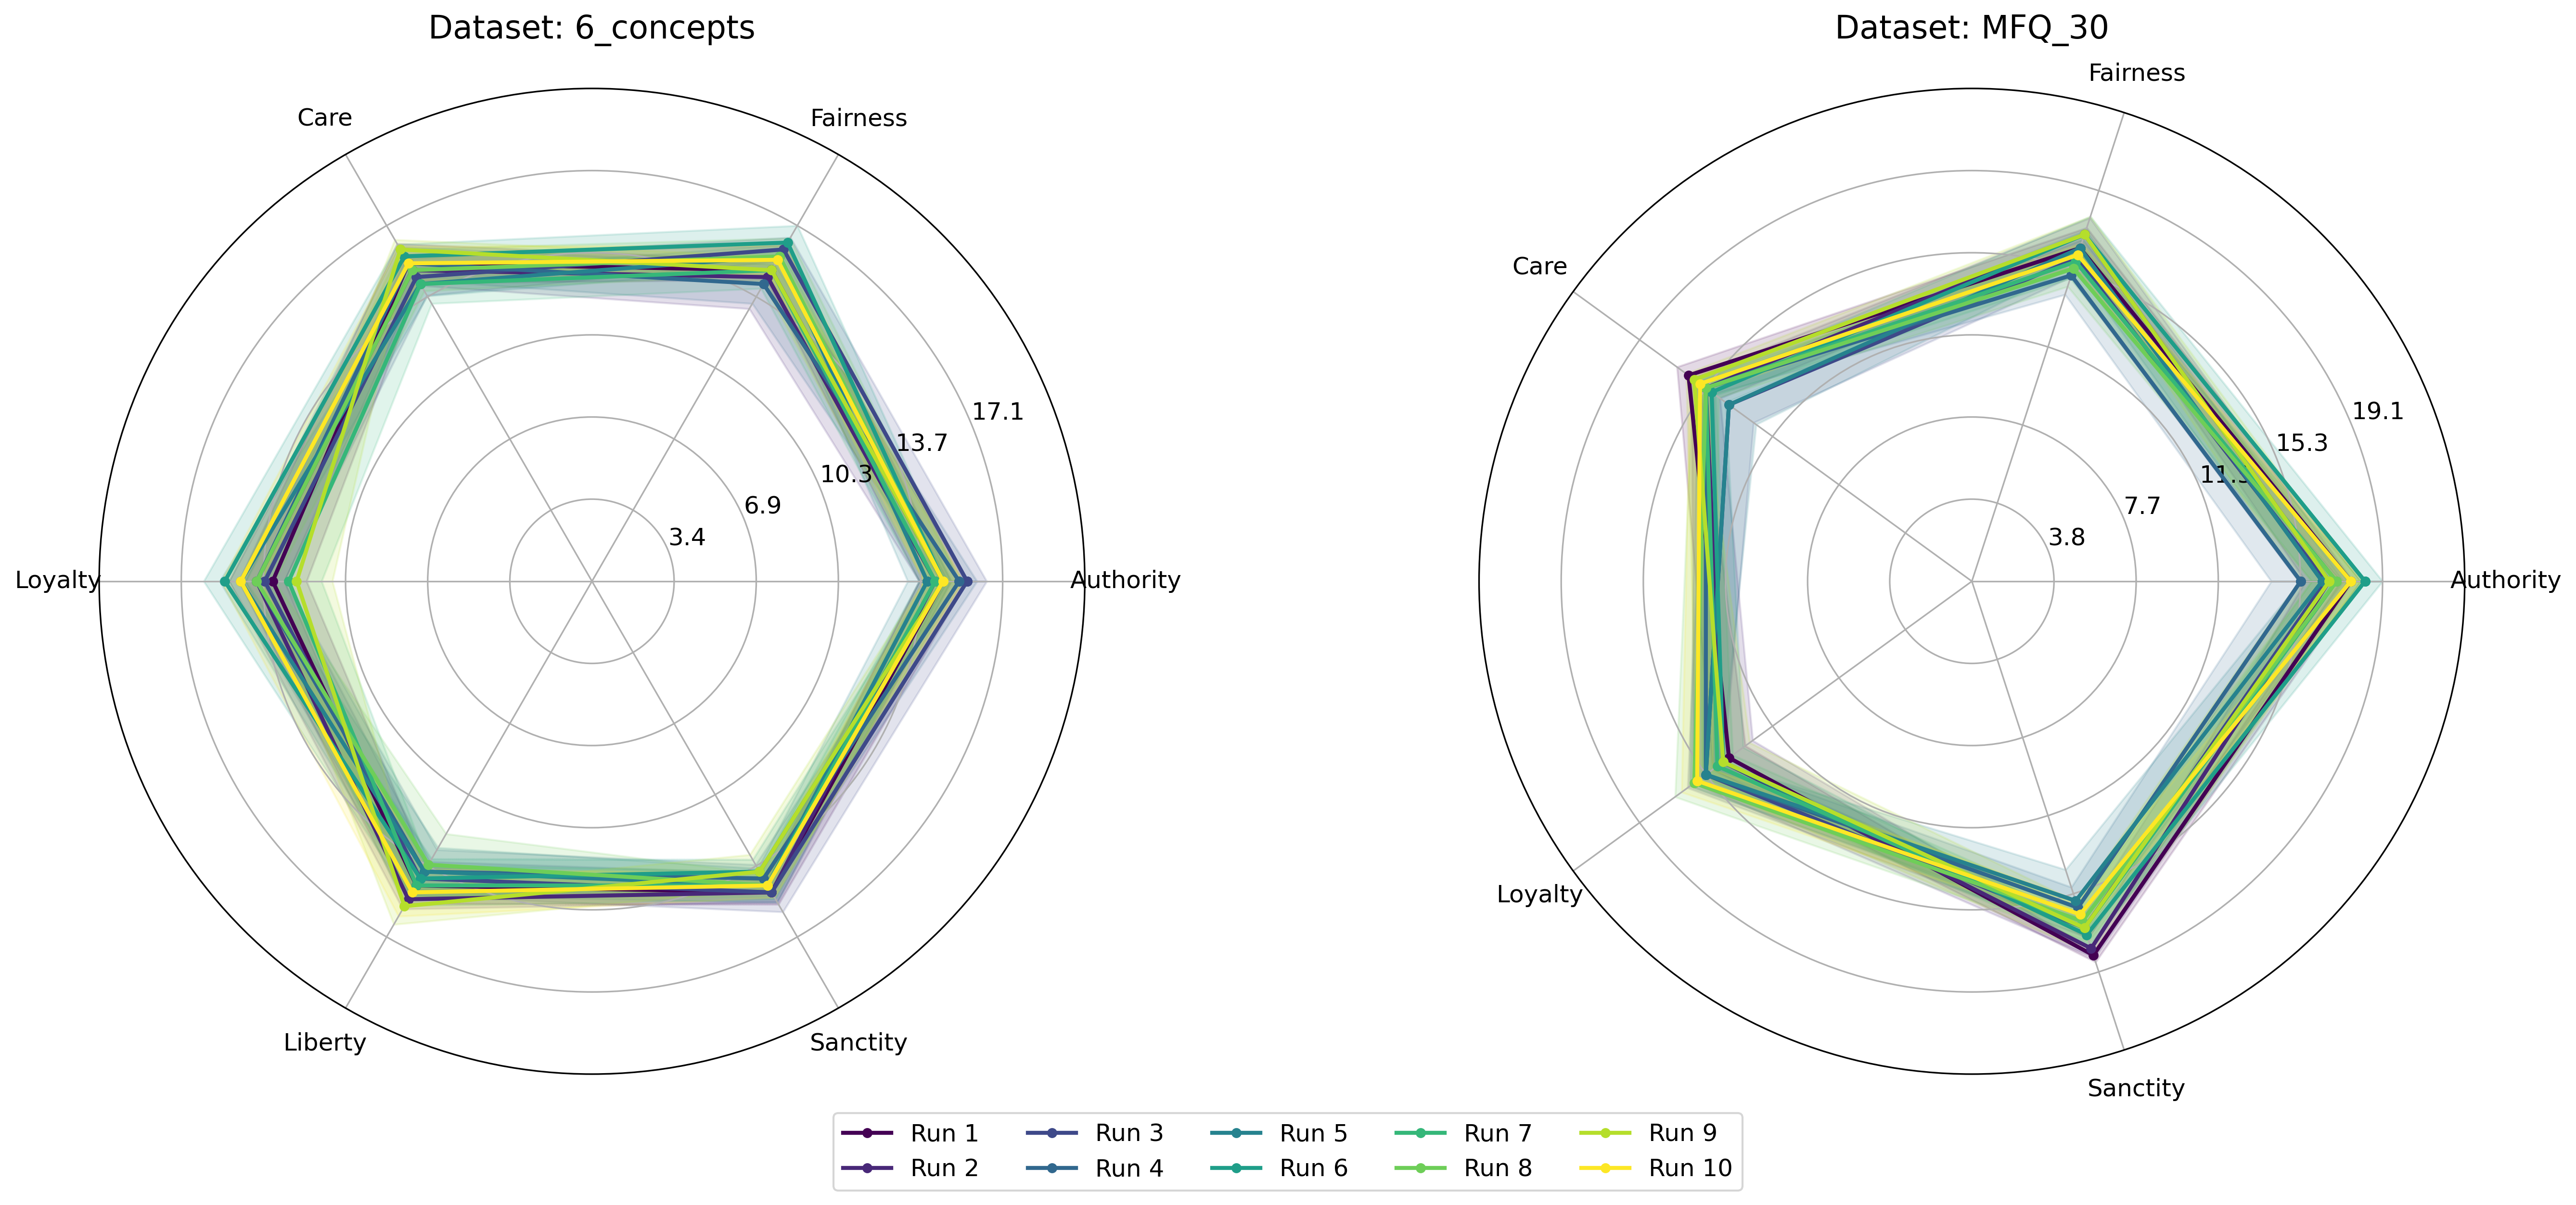 Dataset: 6_concepts
Care
Fairness
17.1
13.7
10.3
6.9
3.4
Loyalty
Authority
Liberty
Sanctity
Dataset: MFQ_30
Fairness
Care
19.1
15.3
7.7
3.8
Authority
Loyalty
Sanctity
Run 1
Run 3
Run 5
Run 7
Run 9
Run 2
Run 4
Run 6
Run 8
Run 10